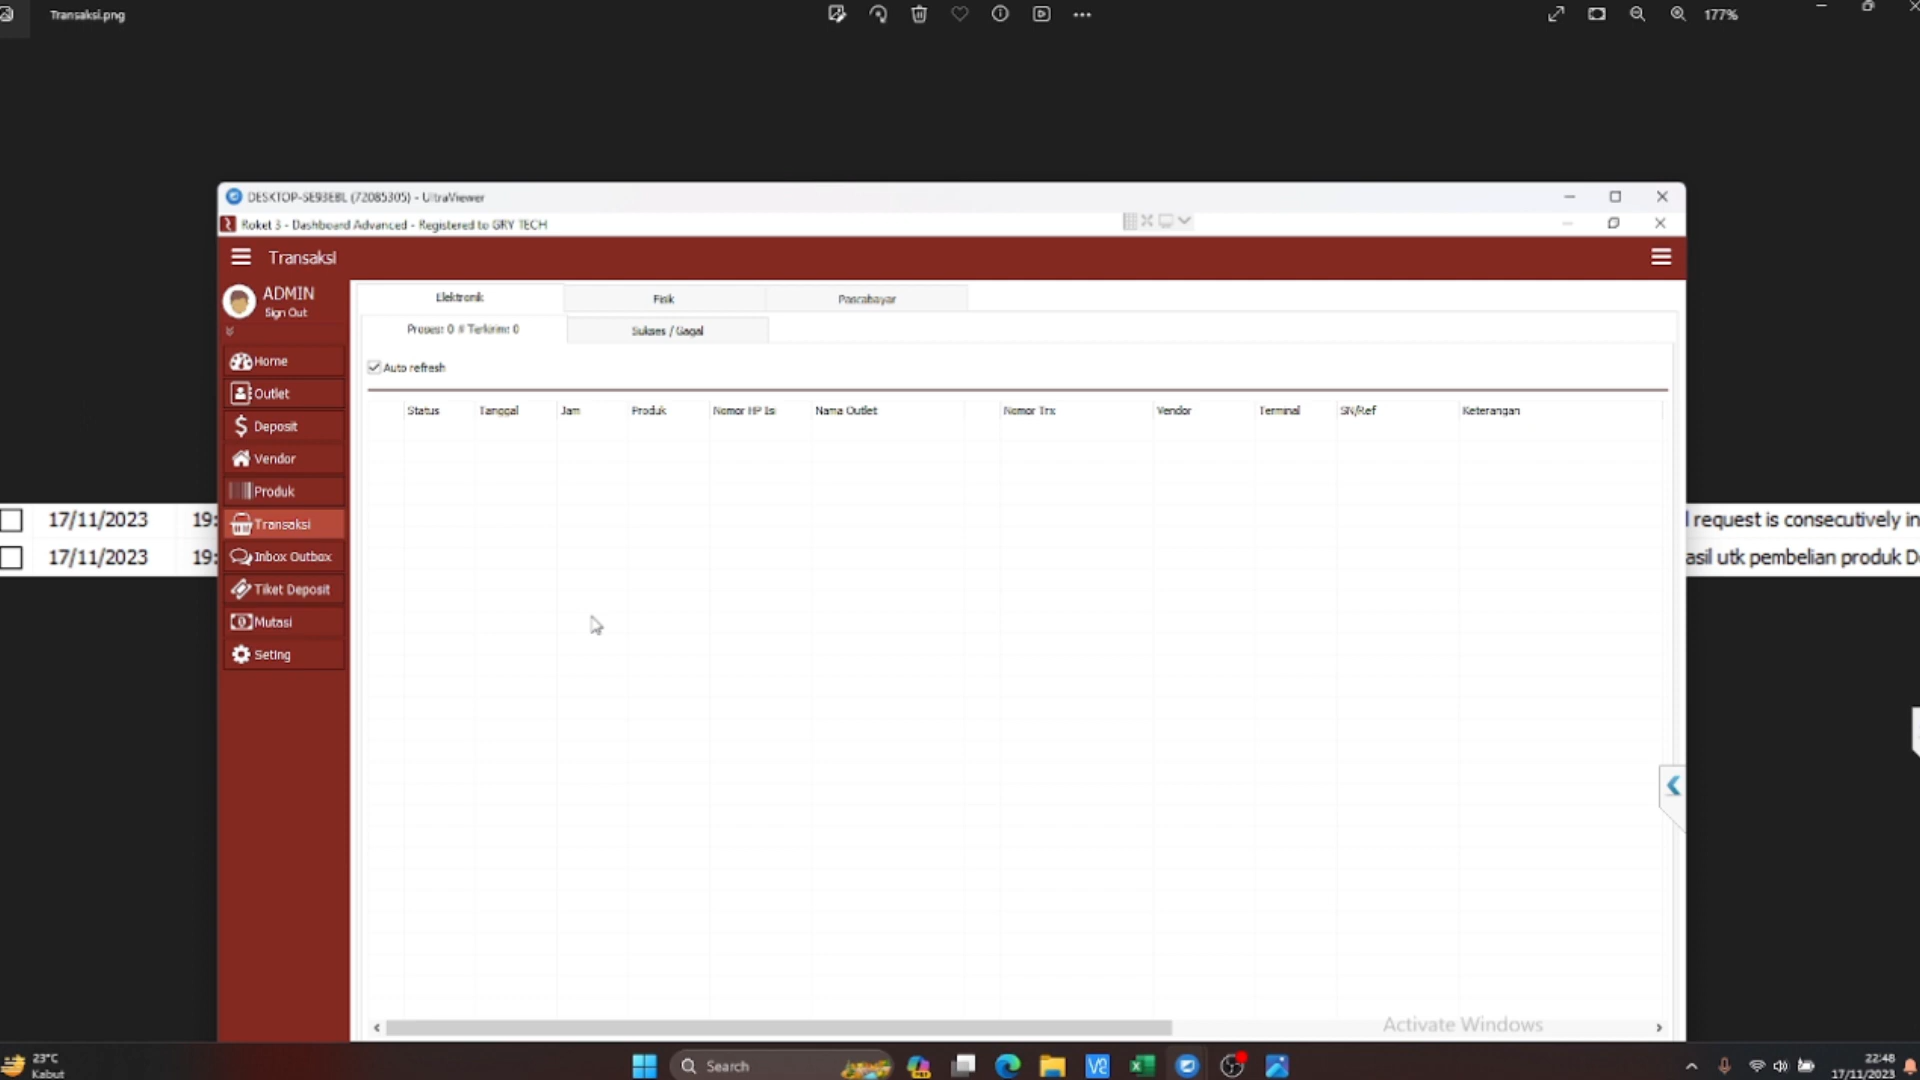 Transaksi.png
177%
DESKTOP-SE93EBL (72085305) - UltraViewer
Roket 3 - Dashboard Advanced - Registered to GRY TECH
Transaksi
ADMIN
Sign Out
Elektronik
Fisik
Pascabayar
Proses: 0 # Terkirim: 0
Sukses / Gagal
Auto refresh
Home
Outlet
Deposit
Vendor
Produk
Transaksi
Inbox Outbox
Tiket Deposit
Mutasi
Seting
Status Tanggal Jam Produk Nomor HP Isi Nama Outlet Nomor Trx Vendor Terminal SN/Ref Keterangan
17/11/2023 19: request is consecutively in
17/11/2023 19: asil utk pembelian produk D
Activate Windows
23°C
Kabut
Search
22:48
17/11/2023